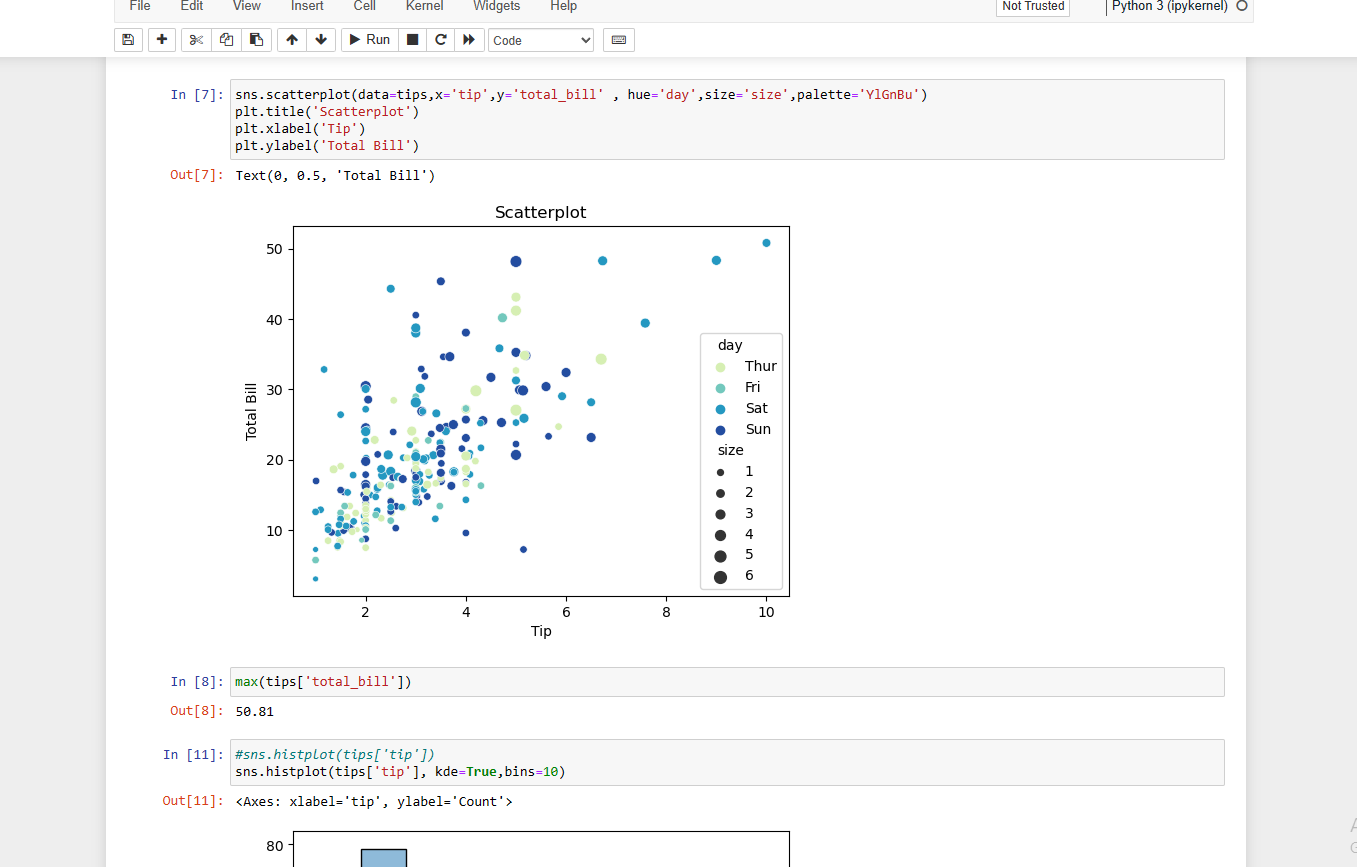 File Edit View Insert Cell Kernel Widgets Help Not Trusted Python 3 (ipykernel)
Run Code
In [7]: sns.scatterplot(data=tips,x='tip',y='total_bill' , hue='day',size='size',palette='YlGnBu')
plt.title('Scatterplot')
plt.xlabel('Tip')
plt.ylabel('Total Bill')
Out[7]: Text(0, 0.5, 'Total Bill')
Scatterplot
50
40
30
20
10
Total Bill
day
Thur
Fri
Sat
Sun
size
1
2
3
4
5
6
2 4 6 8 10
Tip
In [8]: max(tips['total_bill'])
Out[8]: 50.81
In [11]: #sns.histplot(tips['tip'])
sns.histplot(tips['tip'], kde=True,bins=10)
Out[11]: <Axes: xlabel='tip', ylabel='Count'>
80